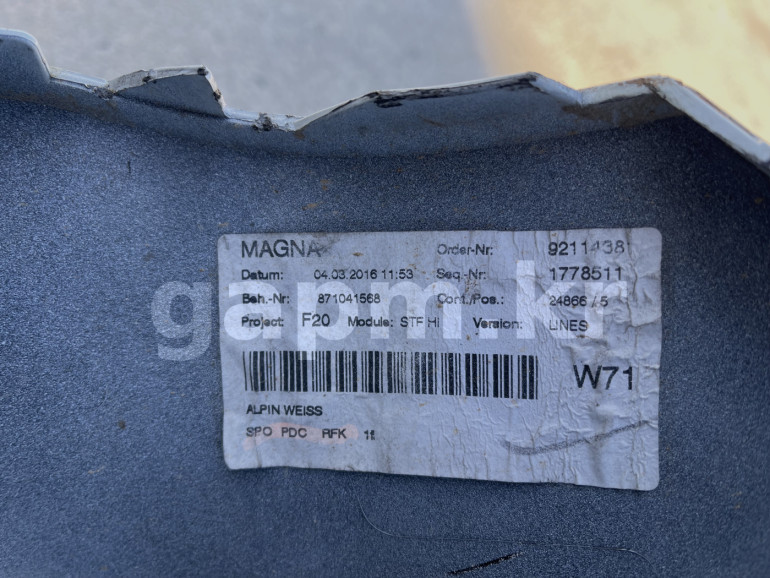 MAGNA Order-Nr: 9211438
Datum: 04.03.2016 11:53 Seq.-Nr: 1778511
Beh.-Nr: 871041568 Cont./Pos.: 24866 / 5
gapm.kr
Project: F20 Module: STF HI Version: LINES
W71
ALPIN WEISS
SPO PDC RFK